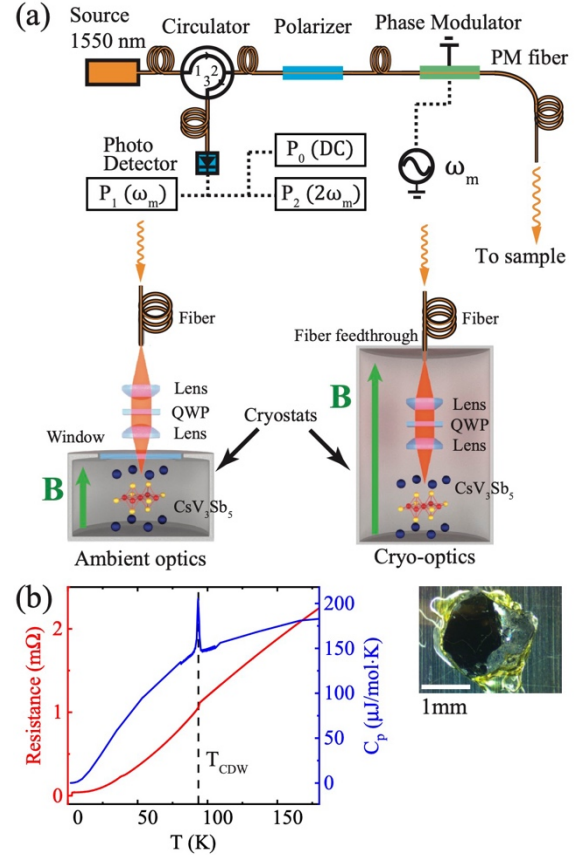 (a)
Source
1550 nm
Circulator
Polarizer
Phase Modulator
PM fiber
1 2
3
Photo
Detector
P₀ (DC)
P₁ (ωₘ)
P₂ (2ωₘ)
ωₘ
To sample
Fiber
Fiber
Fiber feedthrough
Lens
QWP
Lens
Window
B
CsV₃Sb₅
Ambient optics
Cryostats
B
Lens
QWP
Lens
CsV₃Sb₅
Cryo-optics
(b)
Resistance (mΩ)
2
1
0
200
150
100
50
0
Cₚ (μJ/mol·K)
T_CDW
0 50 100 150
T (K)
1mm